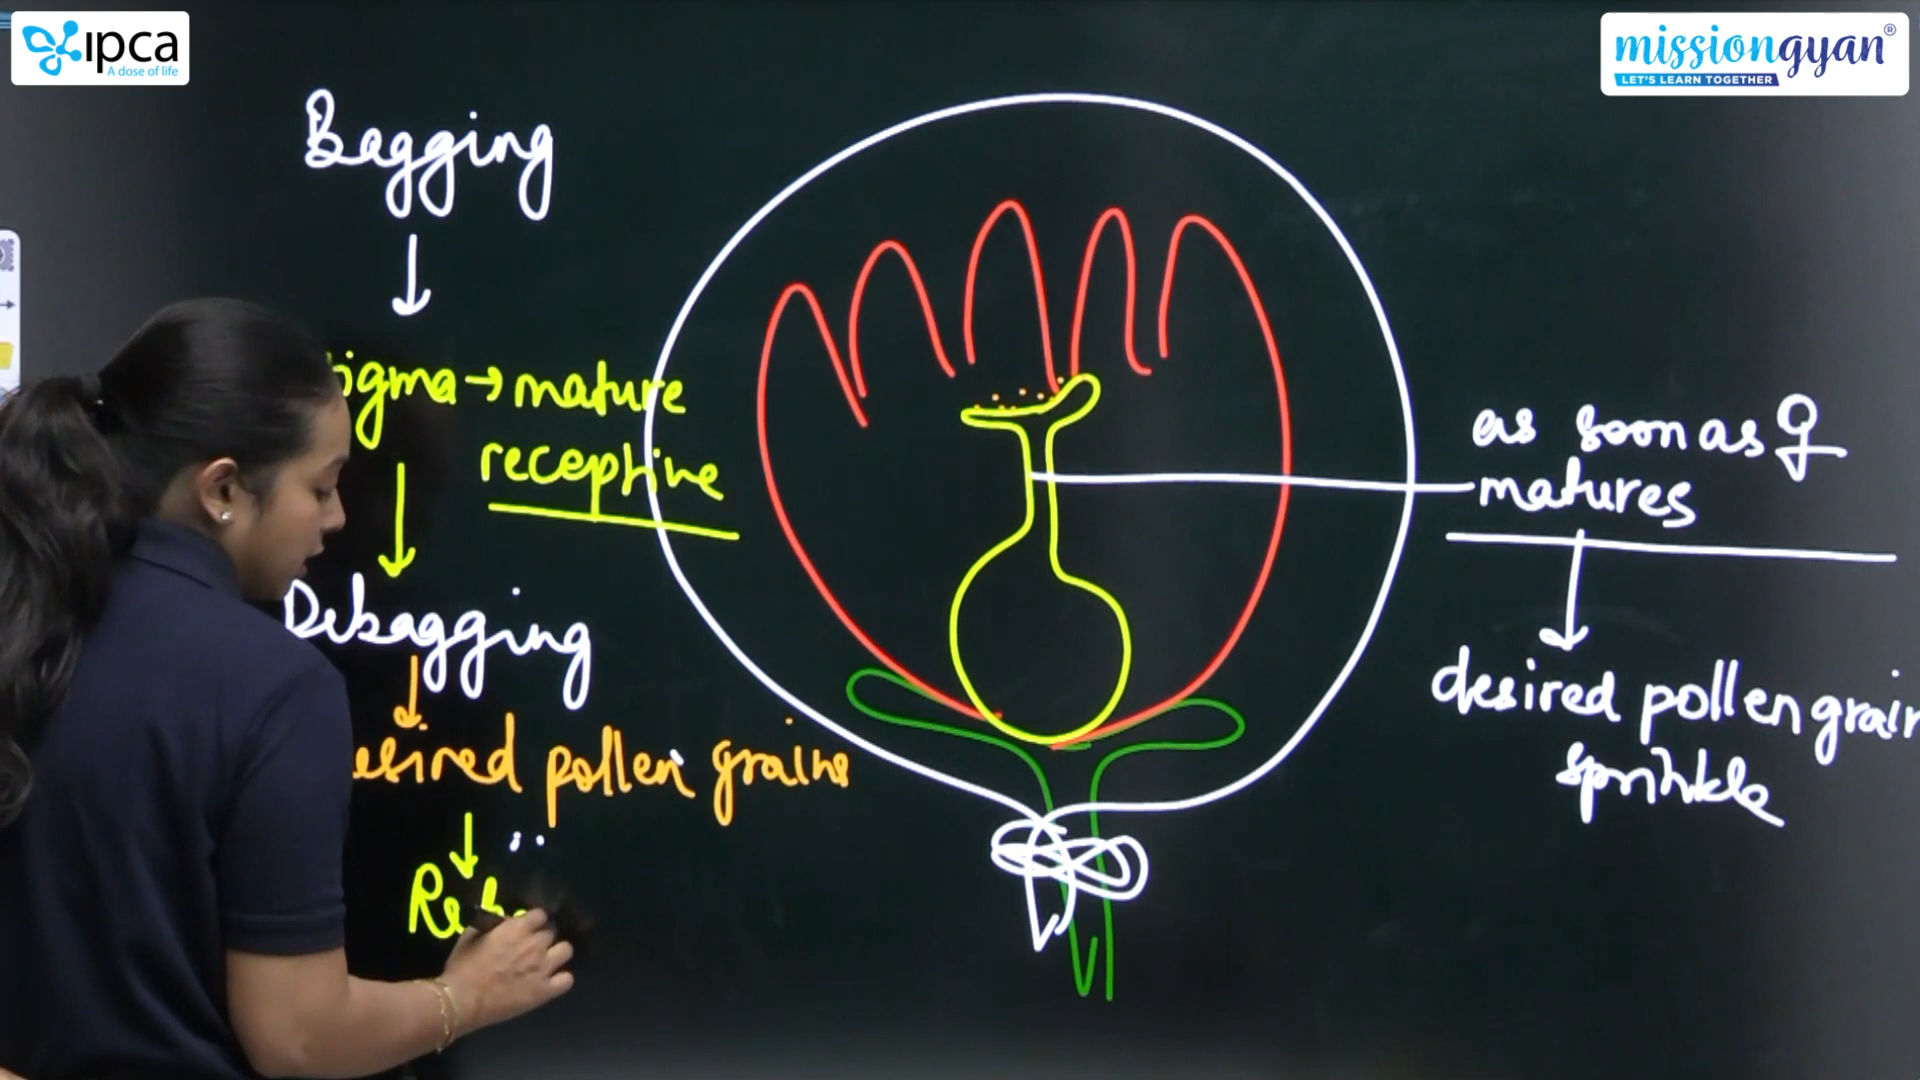 ipca
A dose of life
missiongyan®
LET'S LEARN TOGETHER
Bagging
↓
igma → mature
receptive
↓
Debagging
↓
esired pollen grains
↓
Reb
as soon as ♀
matures
↓
desired pollen grain
sprinkle